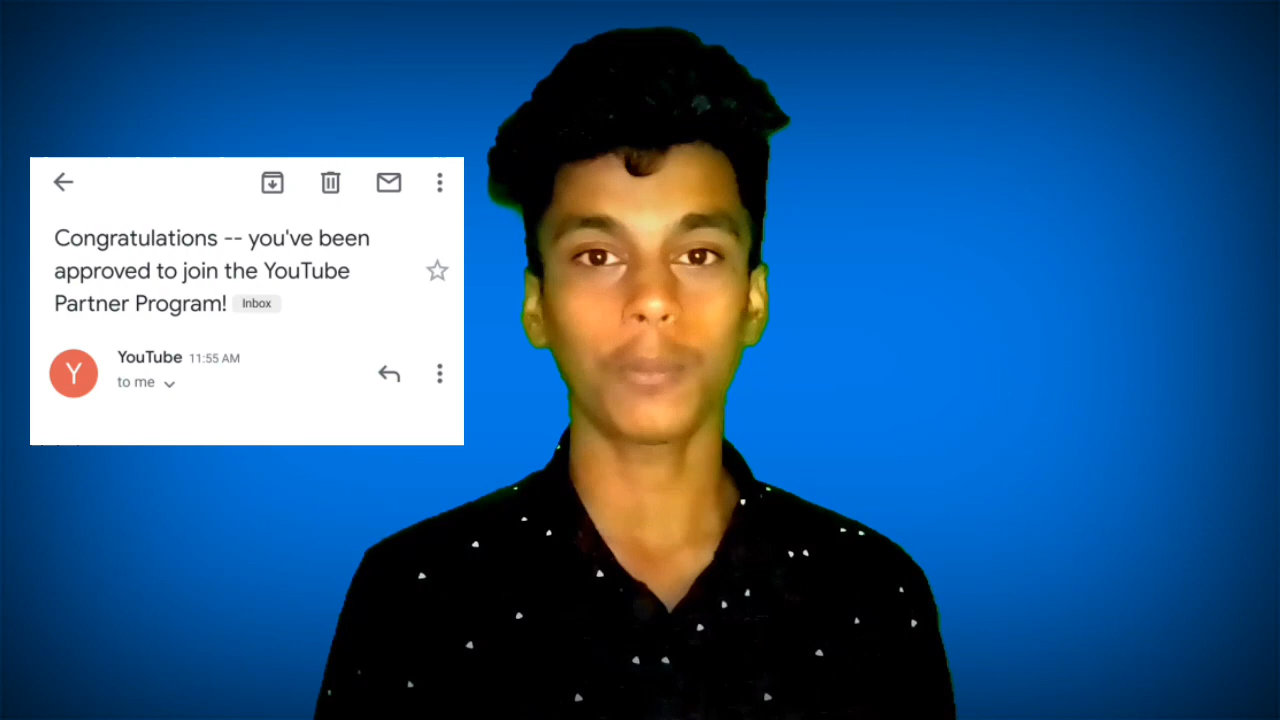 Congratulations -- you've been
approved to join the YouTube
Partner Program! Inbox
Y
YouTube 11:55 AM
to me